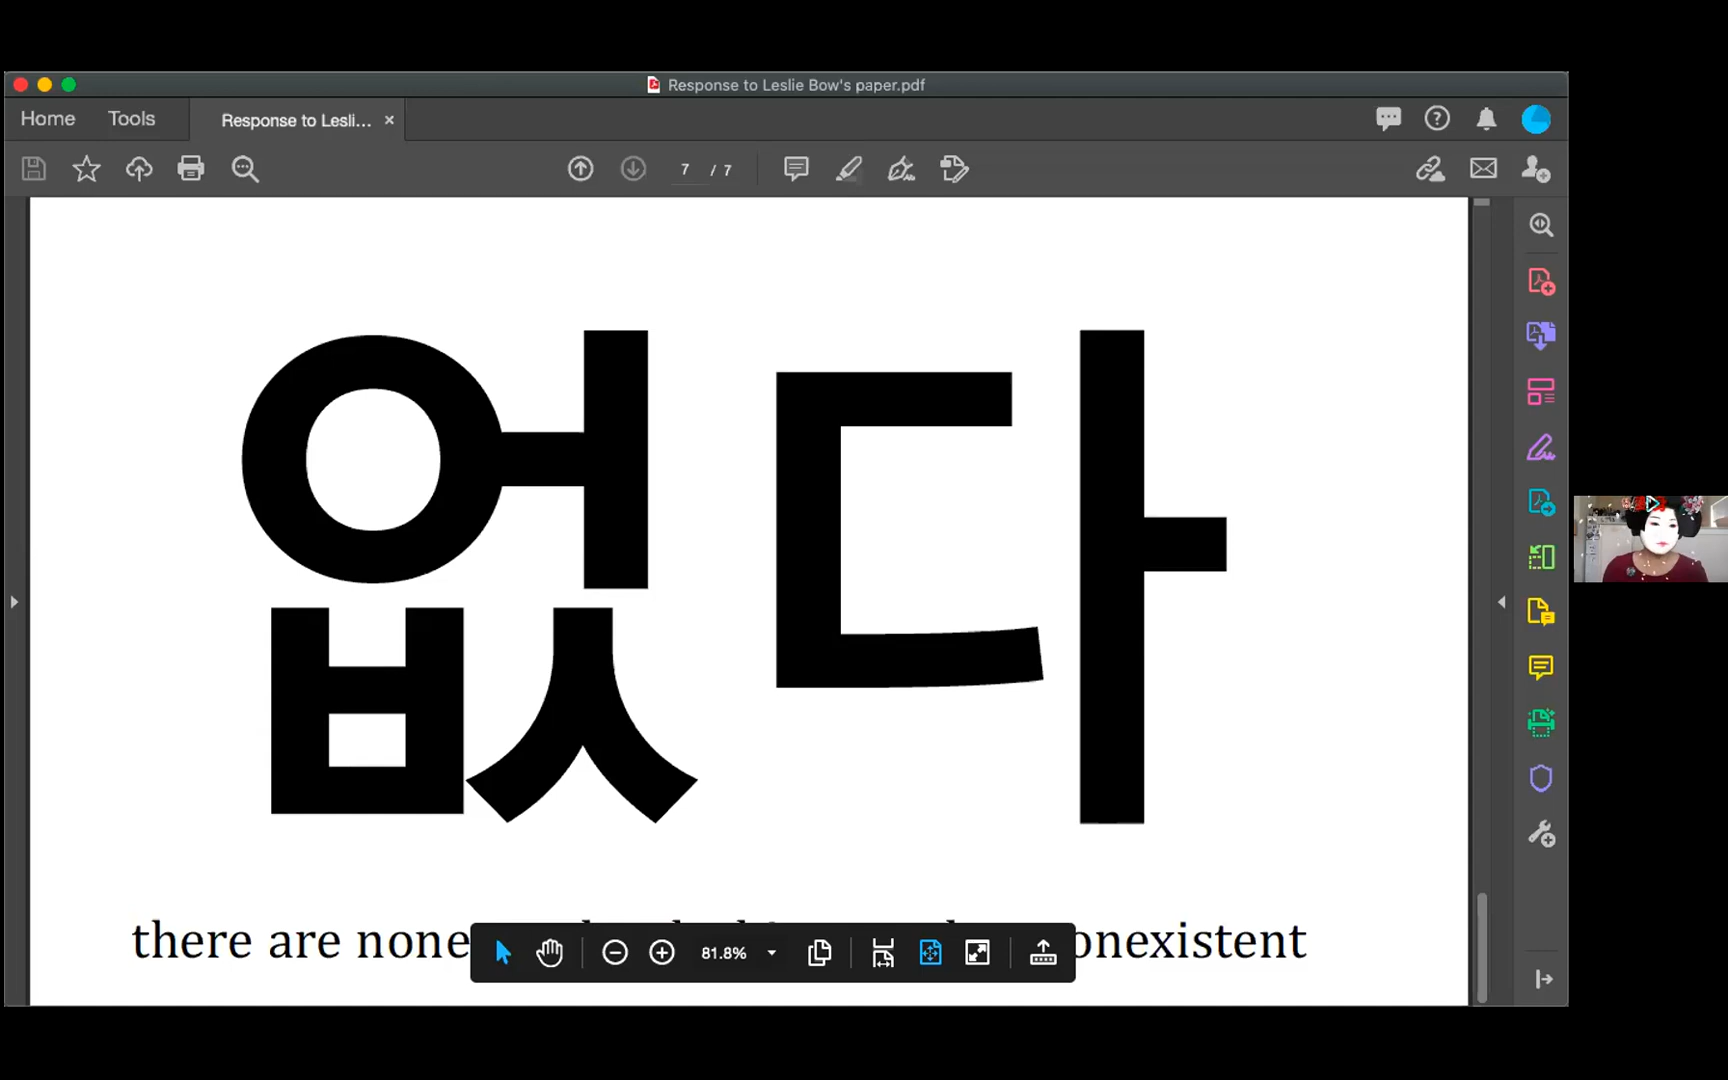 Response to Leslie Bow's paper.pdf
Home Tools Response to Lesli...
7 / 7
없다
there are none
onexistent
81.8%